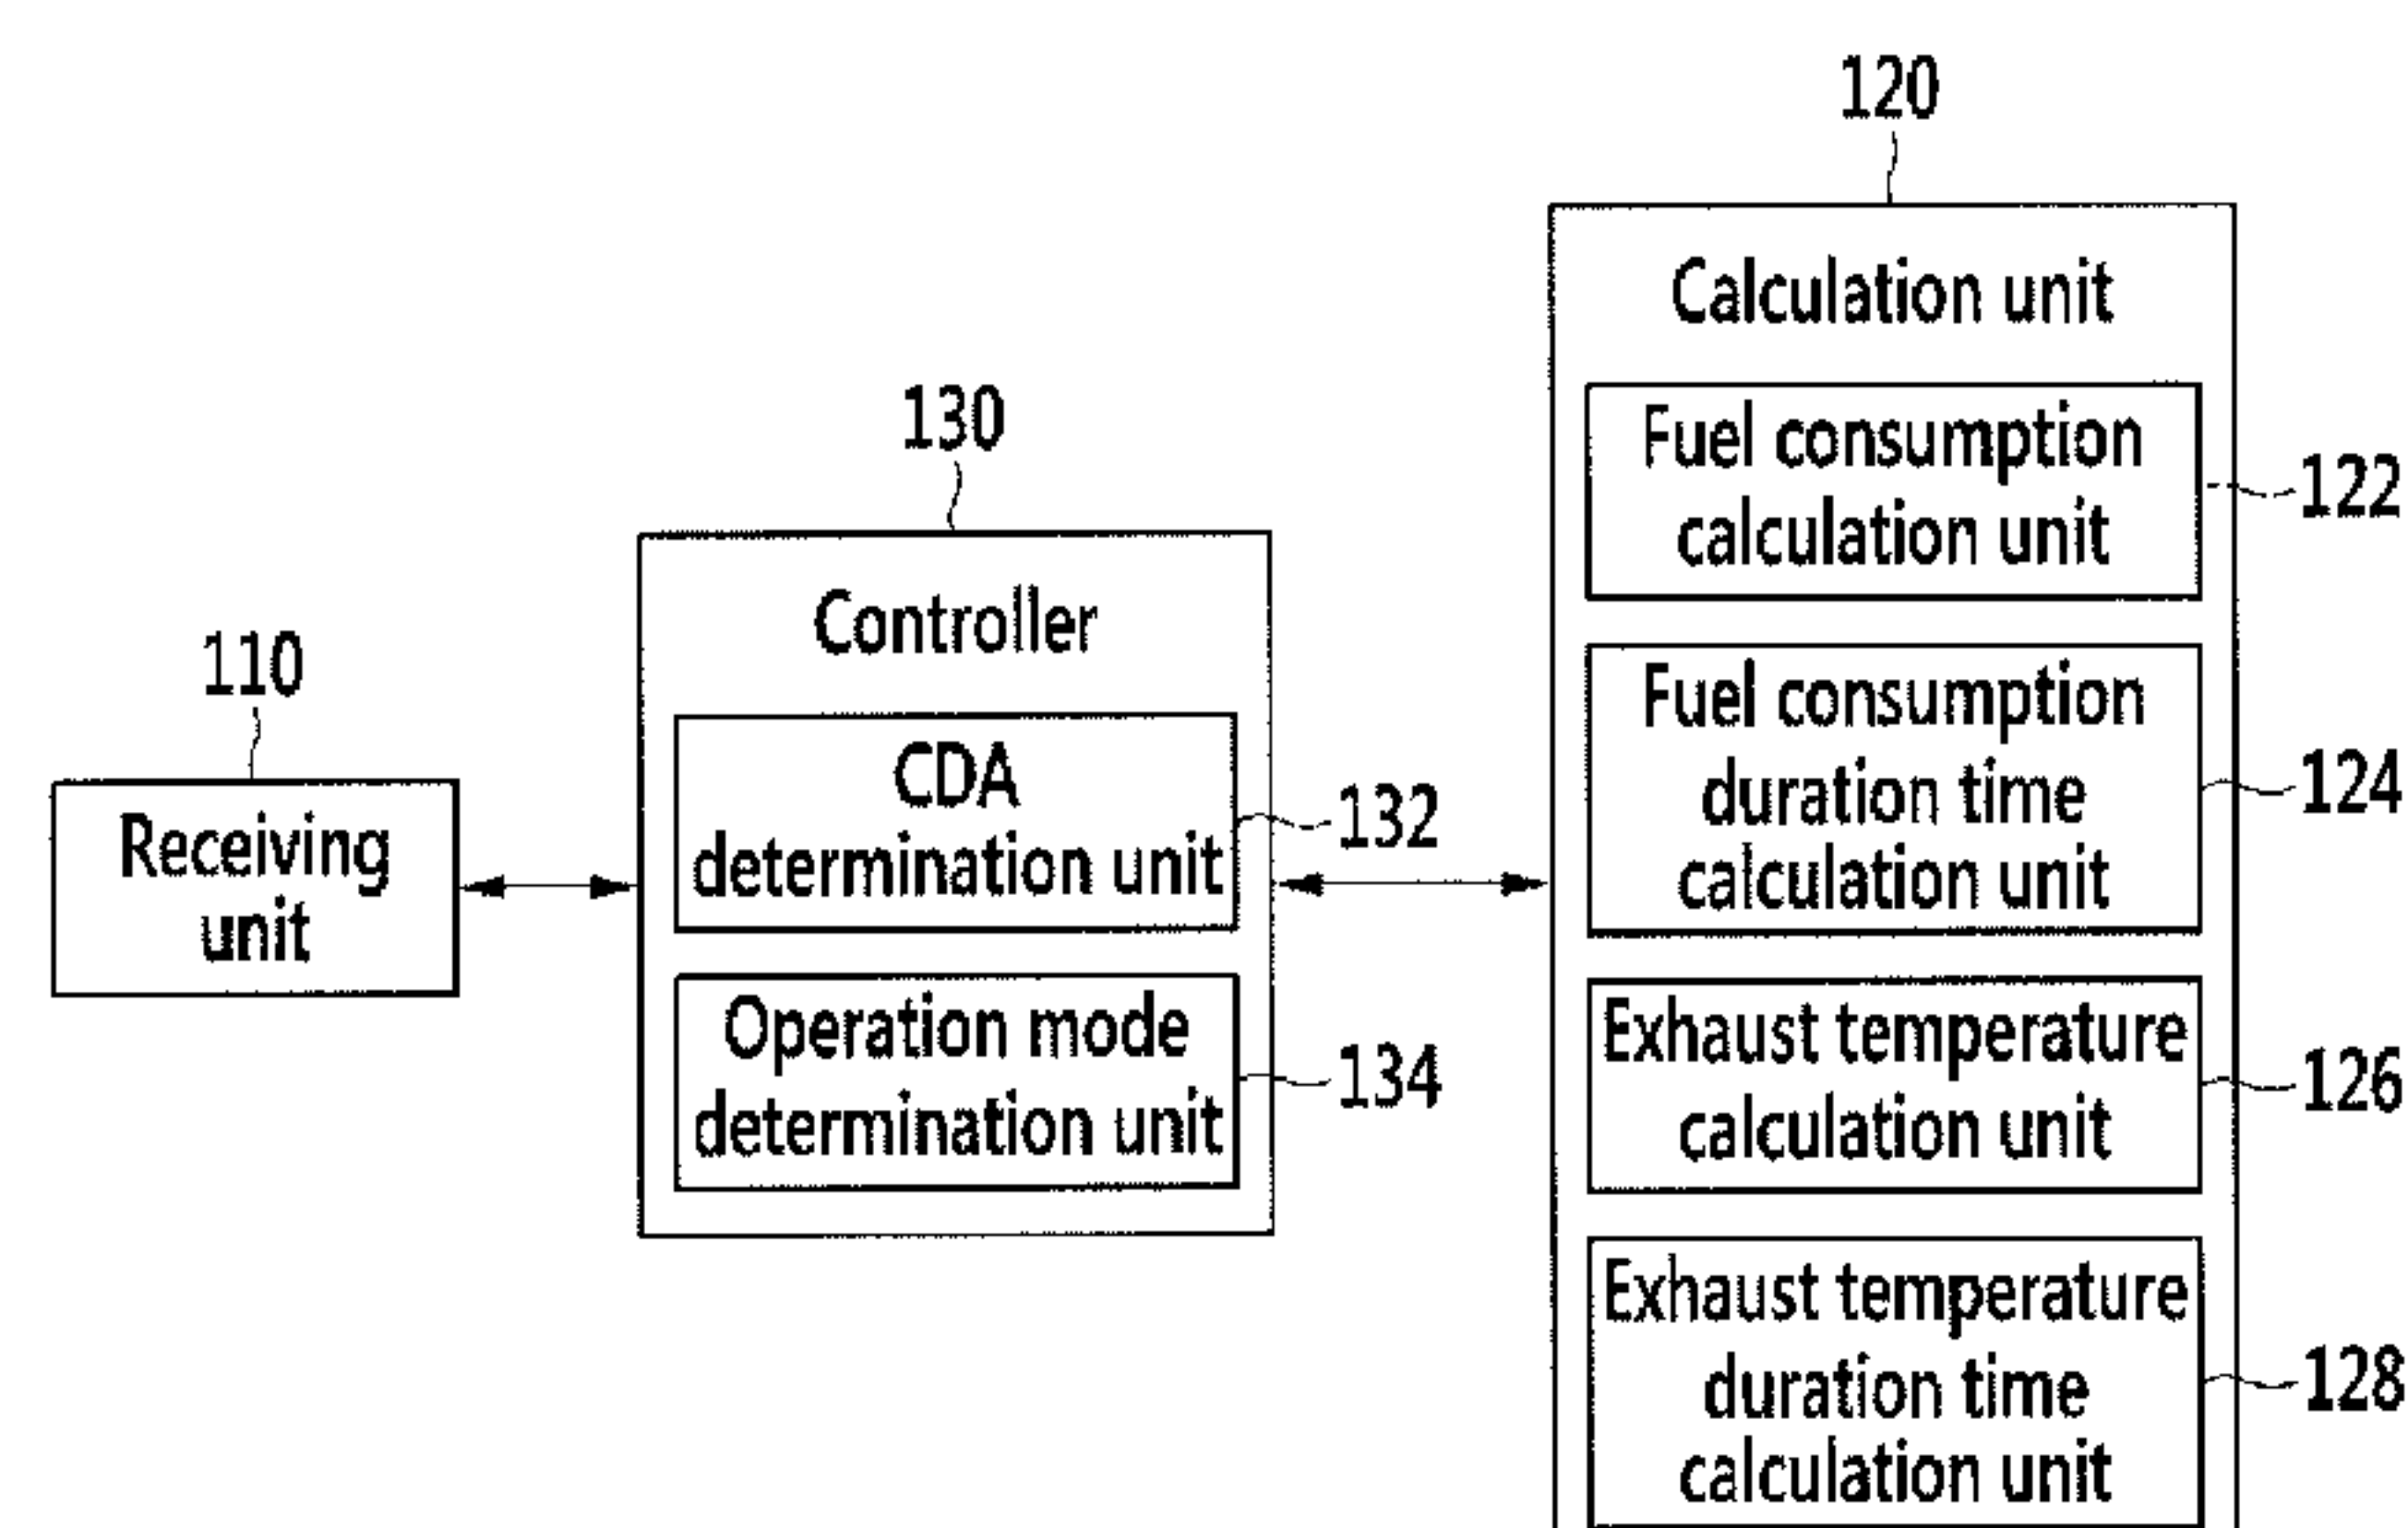 110
Receiving
unit
130
Controller
CDA
determination unit
132
Operation mode
determination unit
134
120
Calculation unit
Fuel consumption
calculation unit
122
Fuel consumption
duration time
calculation unit
124
Exhaust temperature
calculation unit
126
Exhaust temperature
duration time
calculation unit
128